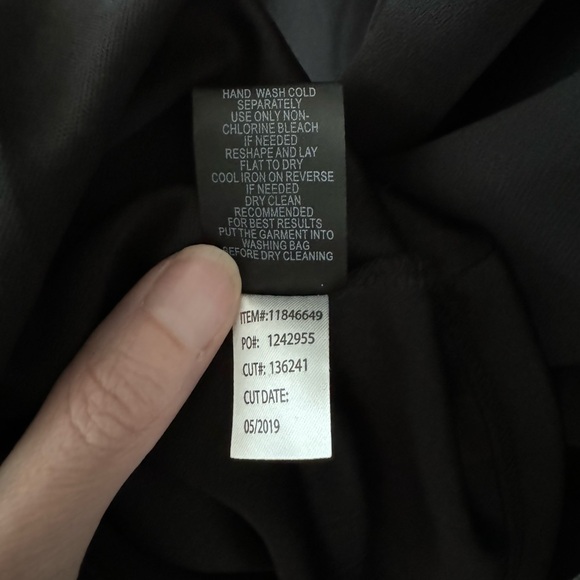 HAND WASH COLD
SEPARATELY
USE ONLY NON-
CHLORINE BLEACH
IF NEEDED
RESHAPE AND LAY
FLAT TO DRY
COOL IRON ON REVERSE
IF NEEDED
DRY CLEAN
RECOMMENDED
FOR BEST RESULTS
PUT THE GARMENT INTO
WASHING BAG
BEFORE DRY CLEANING
ITEM#:11846649
PO#: 1242955
CUT#: 136241
CUT DATE:
05/2019